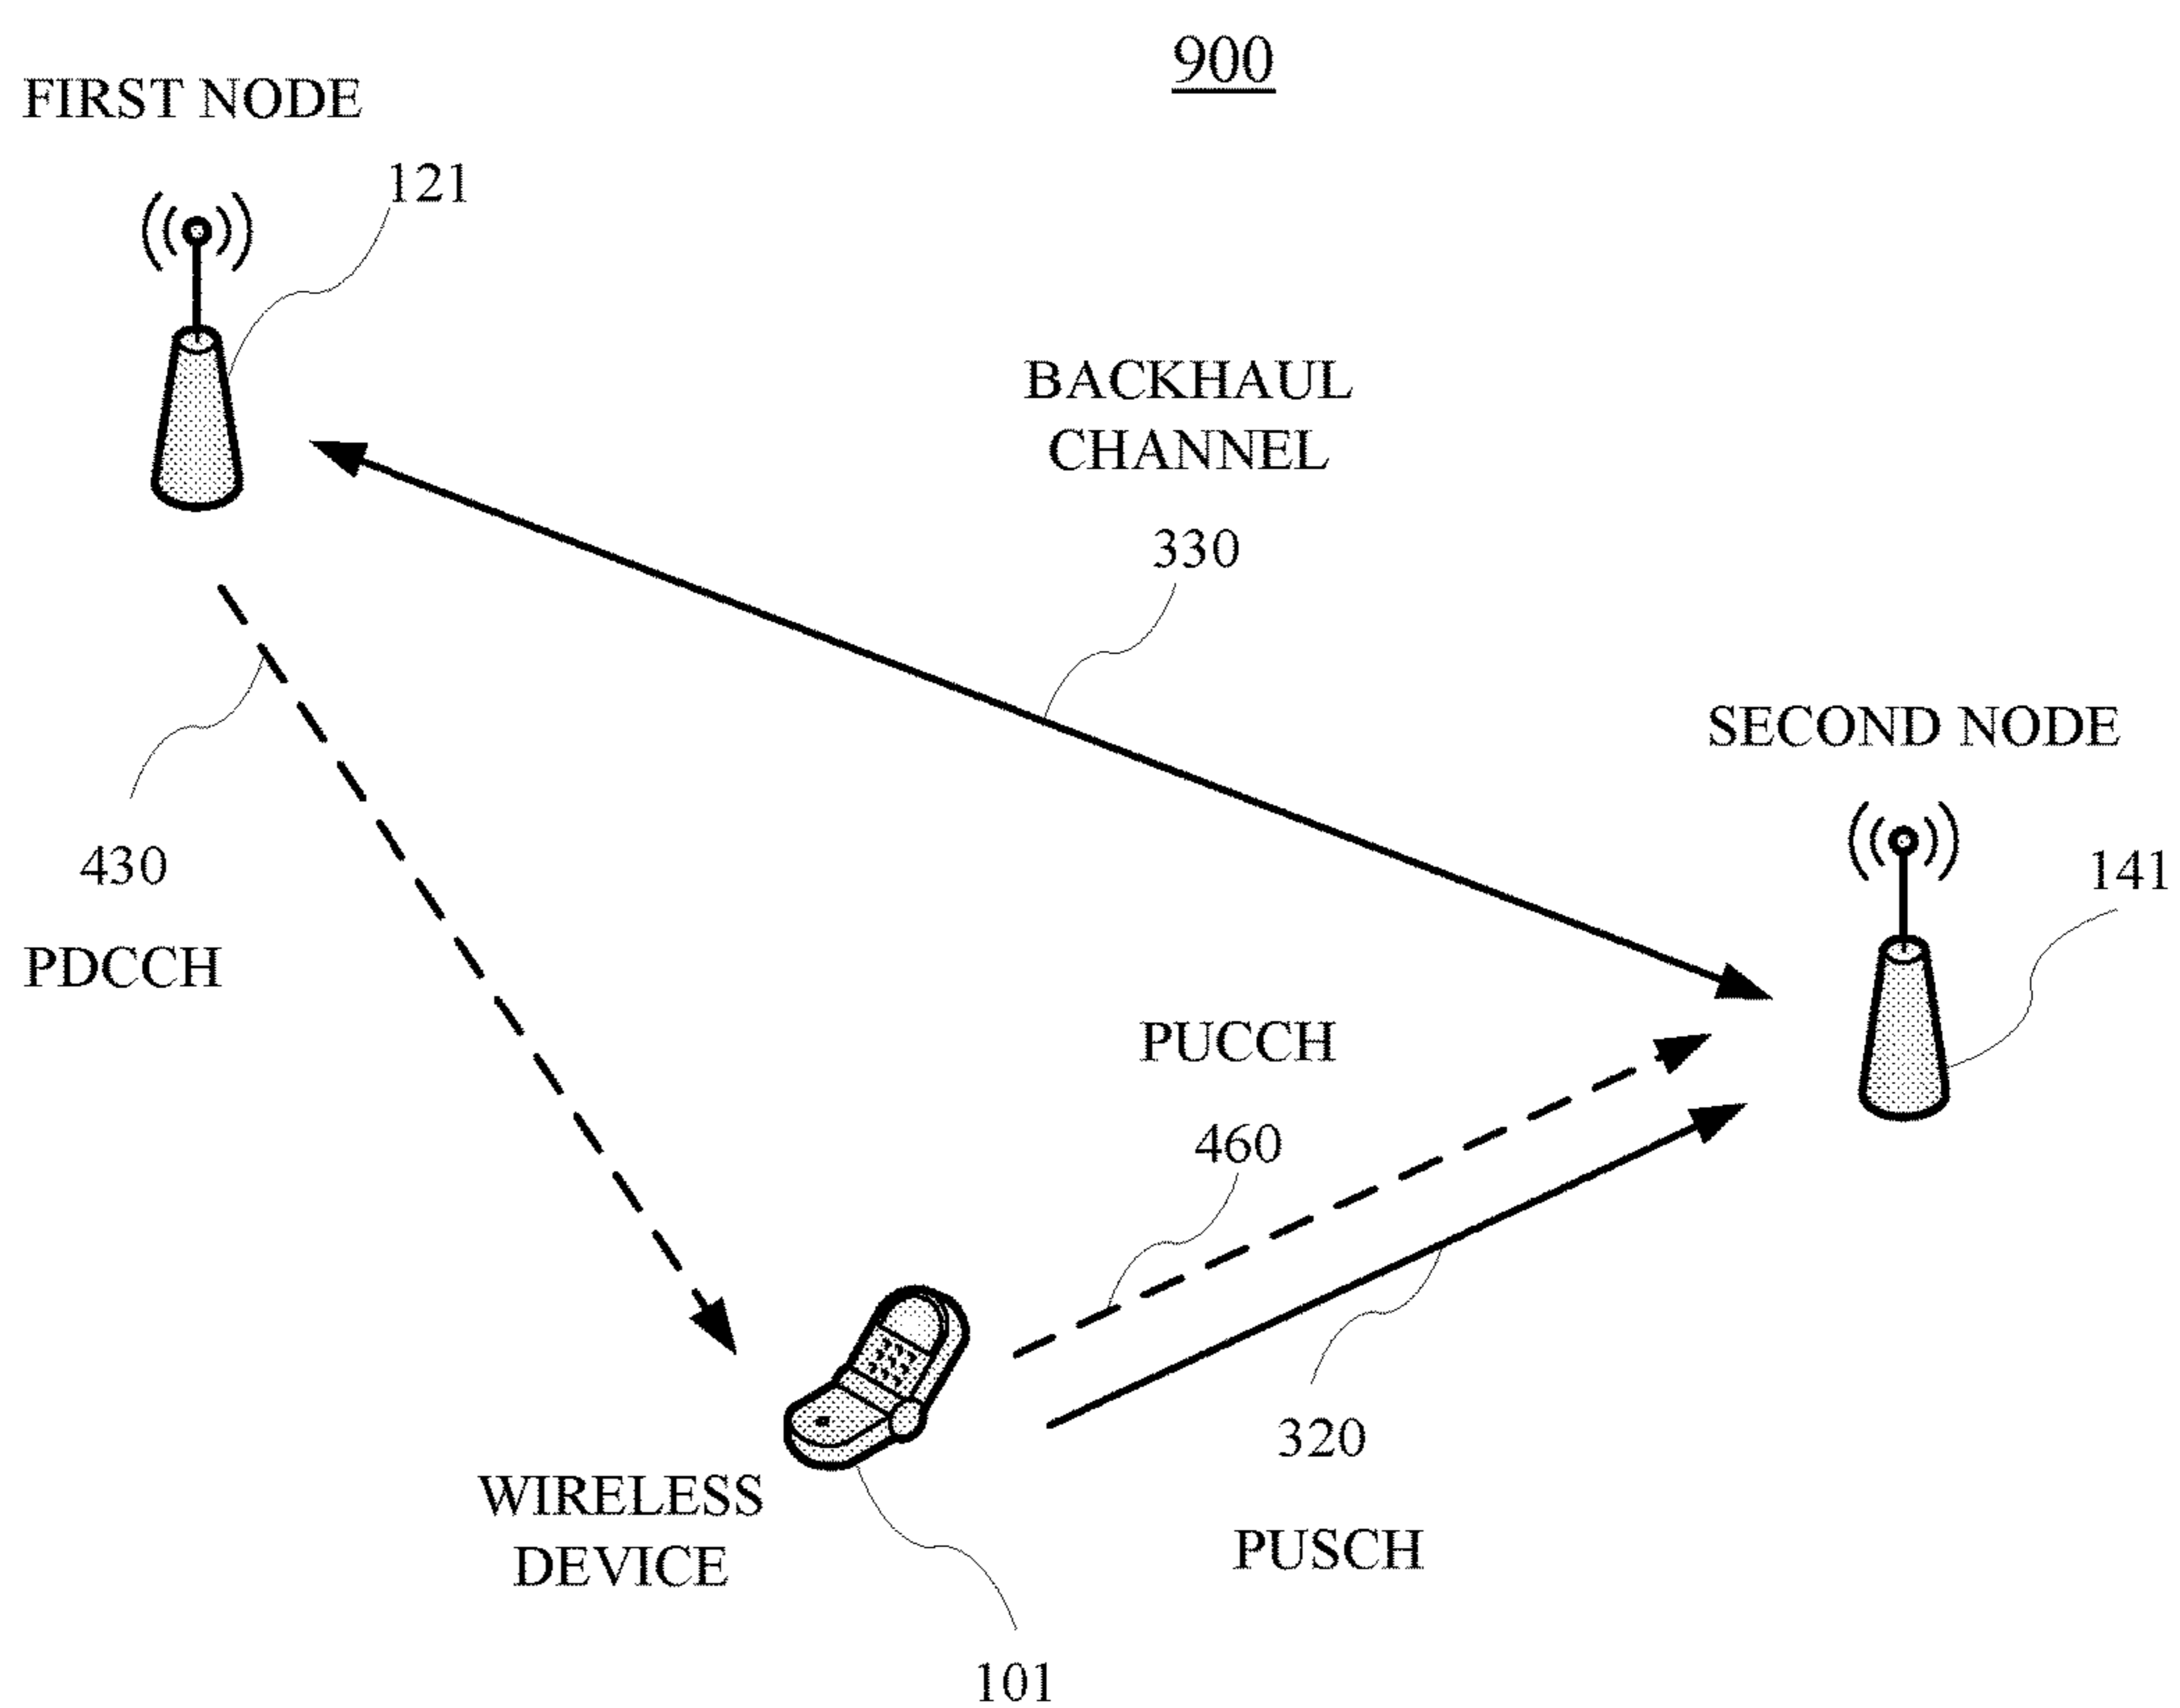 900
FIRST NODE
121
BACKHAUL
CHANNEL
330
SECOND NODE
141
430
PDCCH
PUCCH
460
320
PUSCH
WIRELESS
DEVICE
101